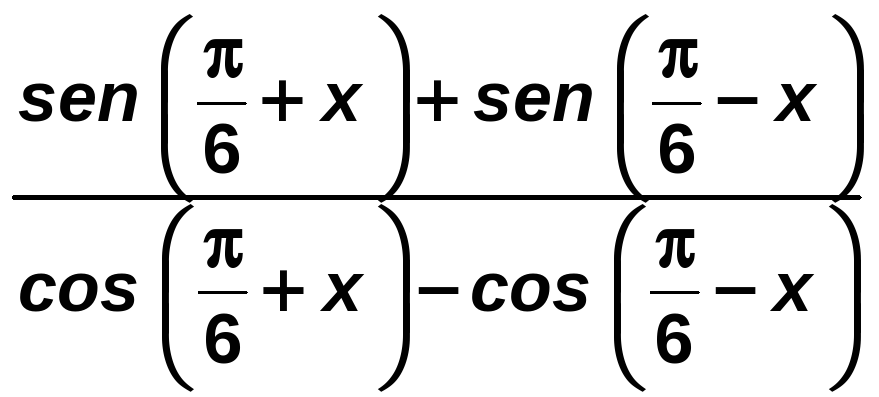 sen (π/6 + x) + sen (π/6 − x)
cos (π/6 + x) − cos (π/6 − x)